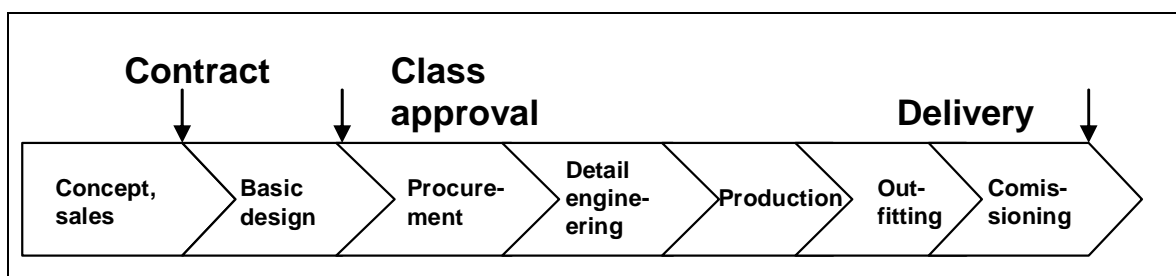 Contract
Class
approval
Delivery
Concept,
sales
Basic
design
Procure-
ment
Detail
engine-
ering
Production
Out-
fitting
Comis-
sioning